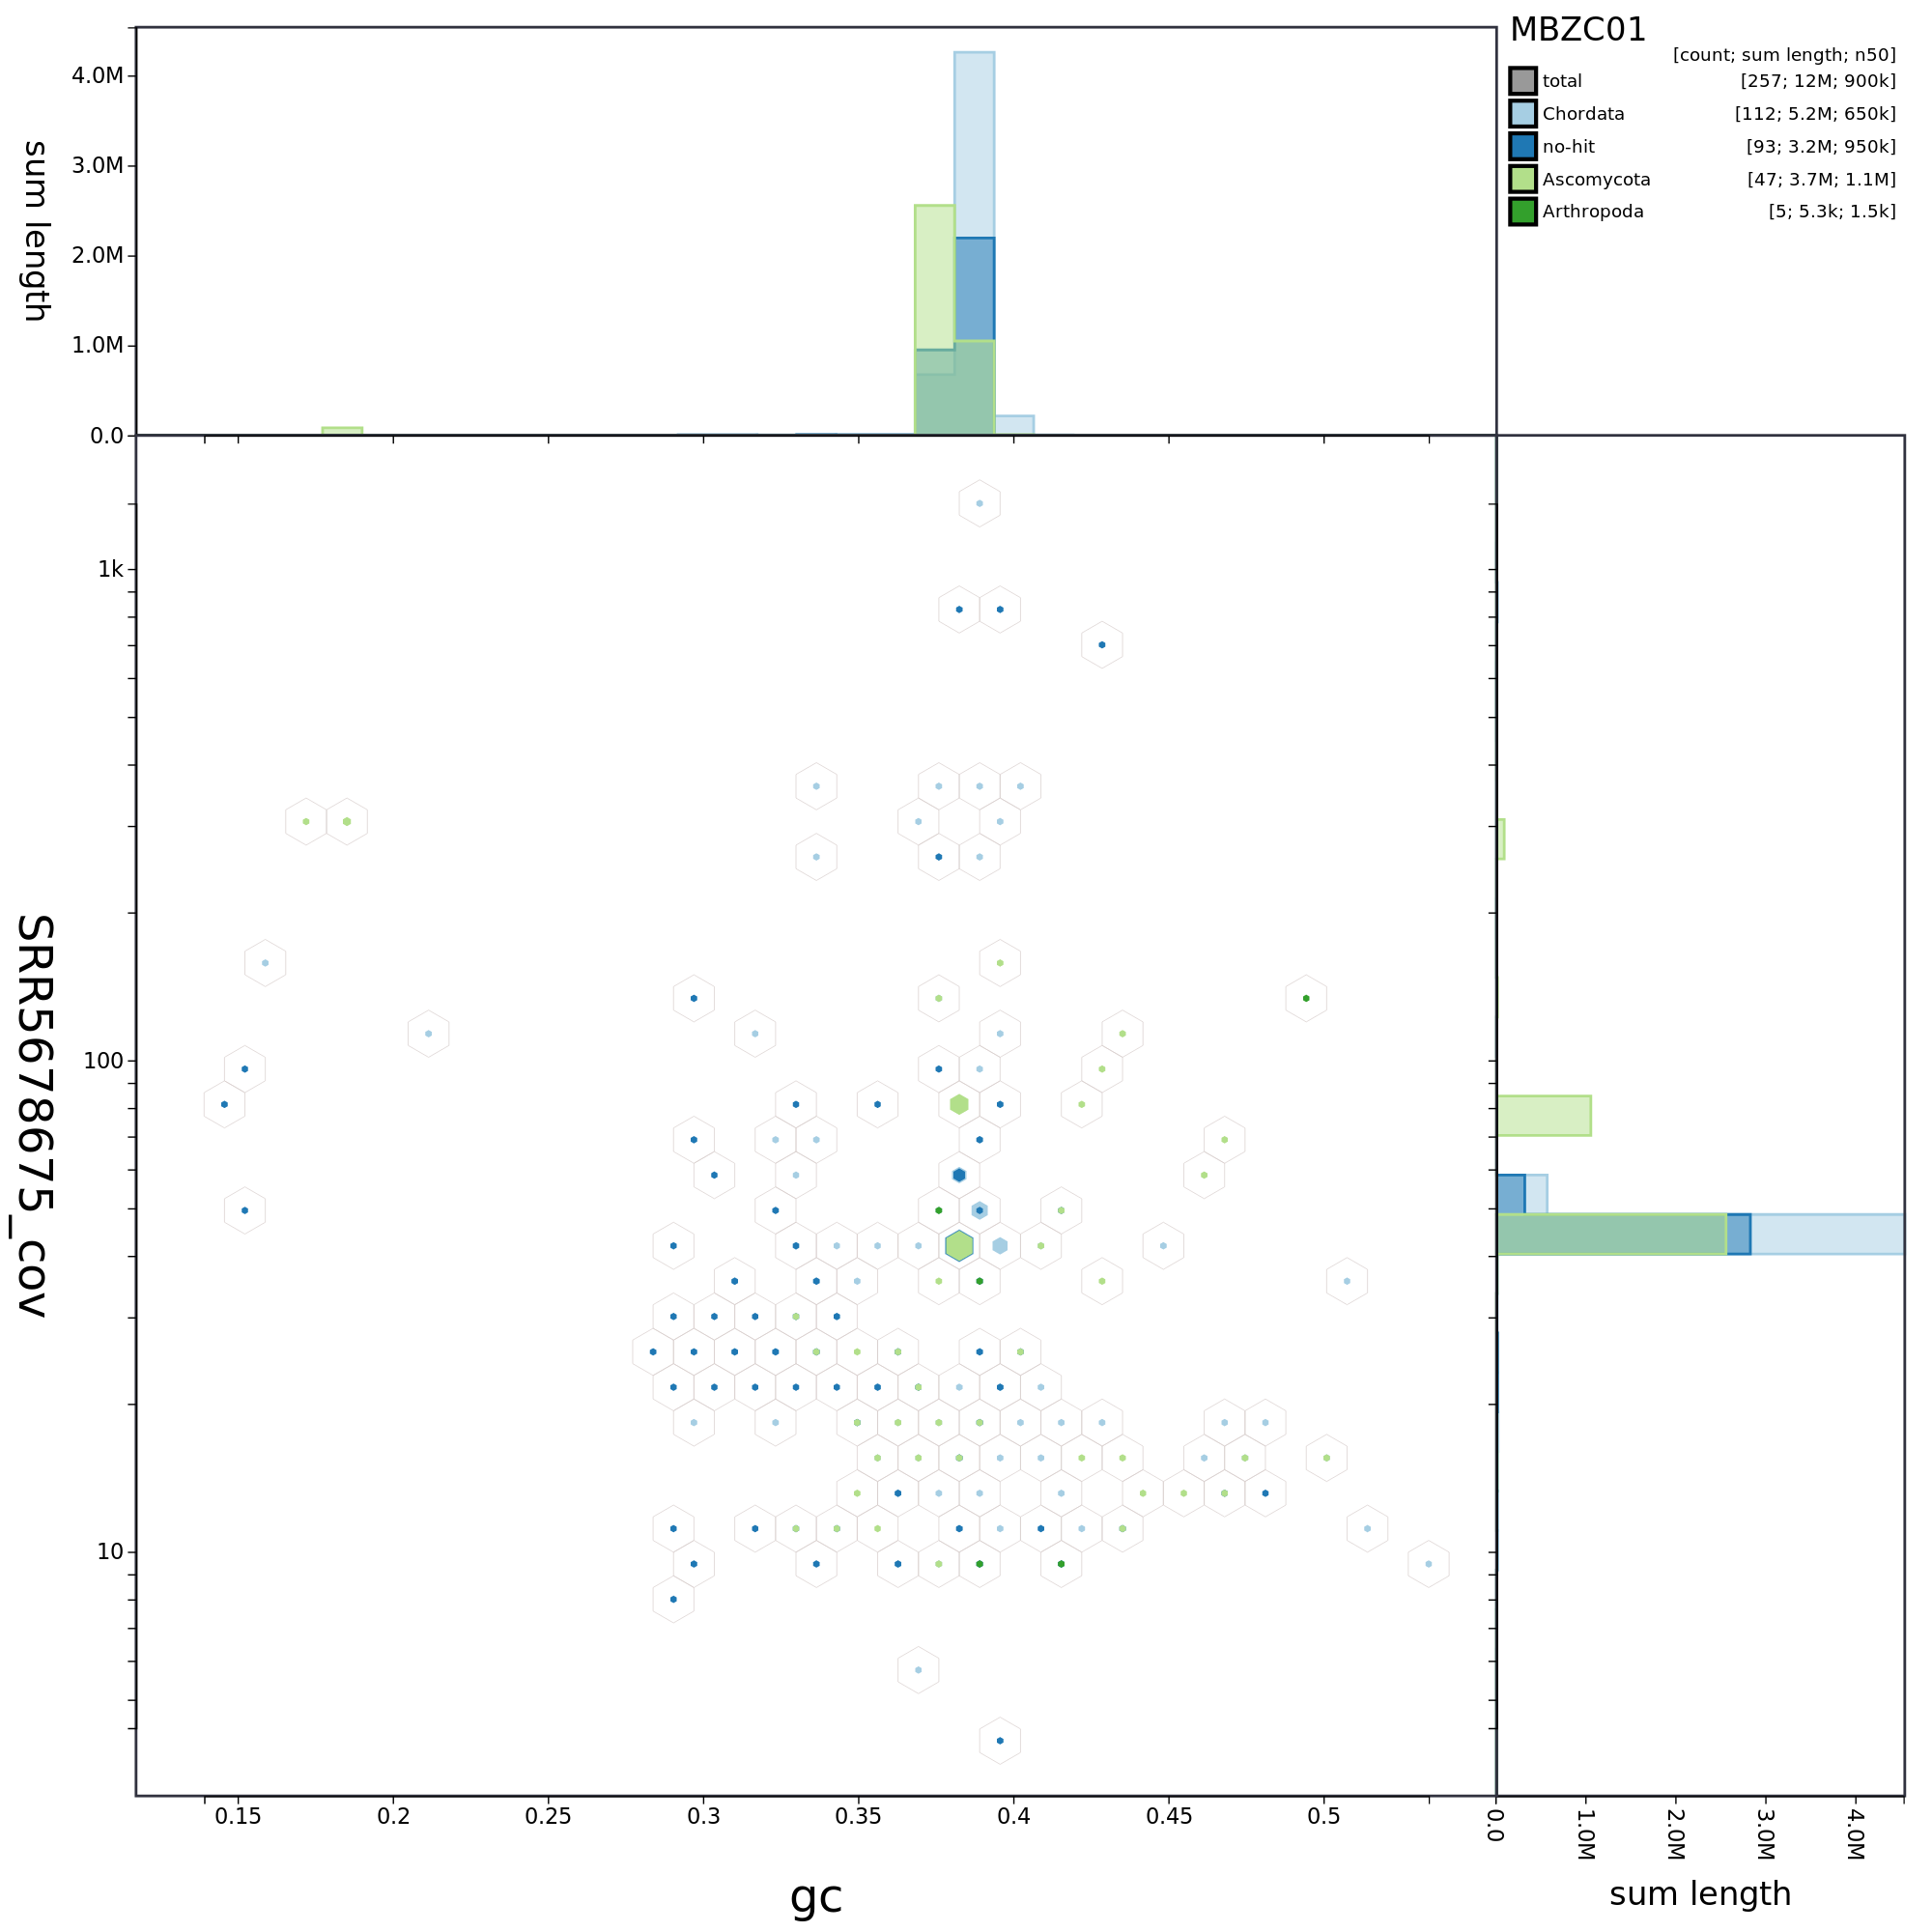 MBZC01
[count; sum length; n50]
total [257; 12M; 900k]
Chordata [112; 5.2M; 650k]
no-hit [93; 3.2M; 950k]
Ascomycota [47; 3.7M; 1.1M]
Arthropoda [5; 5.3k; 1.5k]
sum length
4.0M
3.0M
2.0M
1.0M
0.0
SRR5678675_cov
1k
100
10
0.15 0.2 0.25 0.3 0.35 0.4 0.45 0.5
gc
0.0 1.0M 2.0M 3.0M 4.0M
sum length